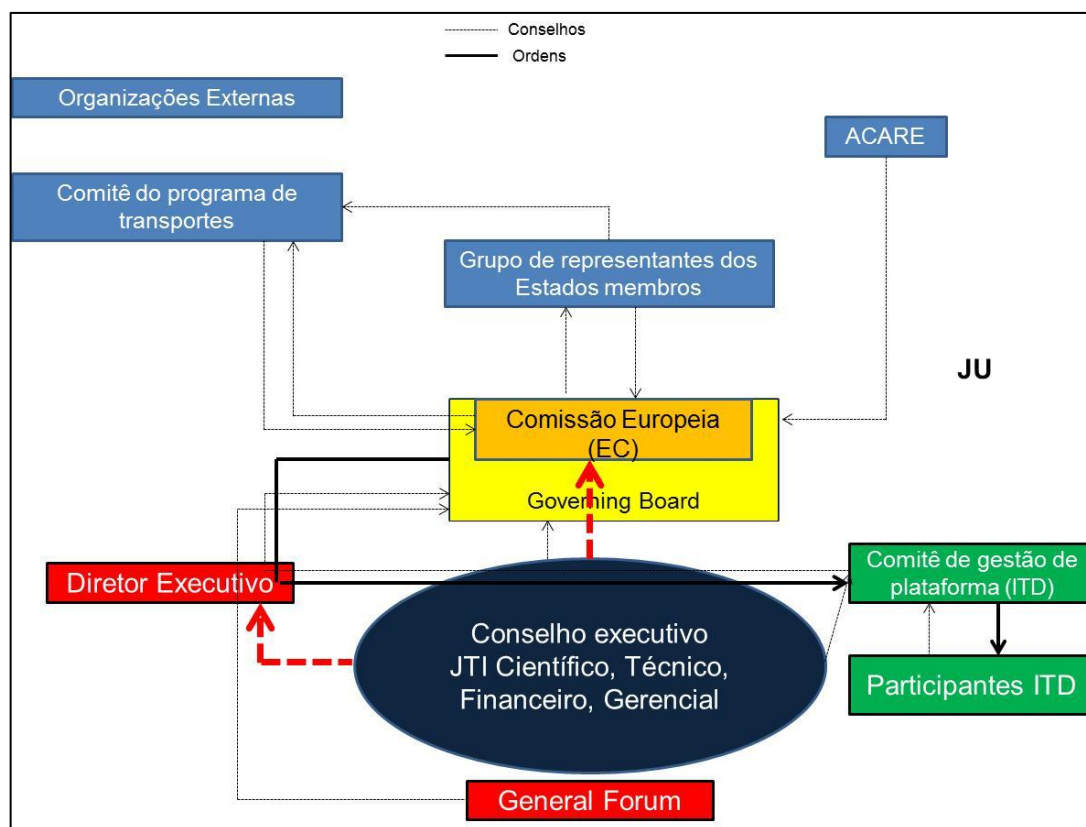 Conselhos
Ordens
Organizações Externas
ACARE
Comitê do programa de
transportes
Grupo de representantes dos
Estados membros
JU
Comissão Europeia
(EC)
Governing Board
Diretor Executivo
Comitê de gestão de
plataforma (ITD)
Conselho executivo
JTI Científico, Técnico,
Financeiro, Gerencial
Participantes ITD
General Forum